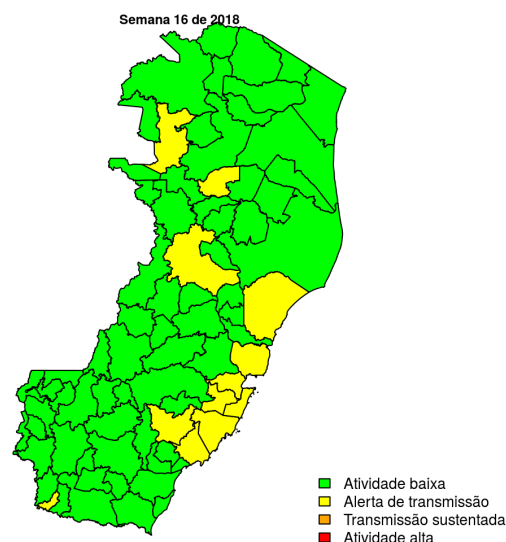 Semana 16 de 2018
Atividade baixa
Alerta de transmissão
Transmissão sustentada
Atividade alta